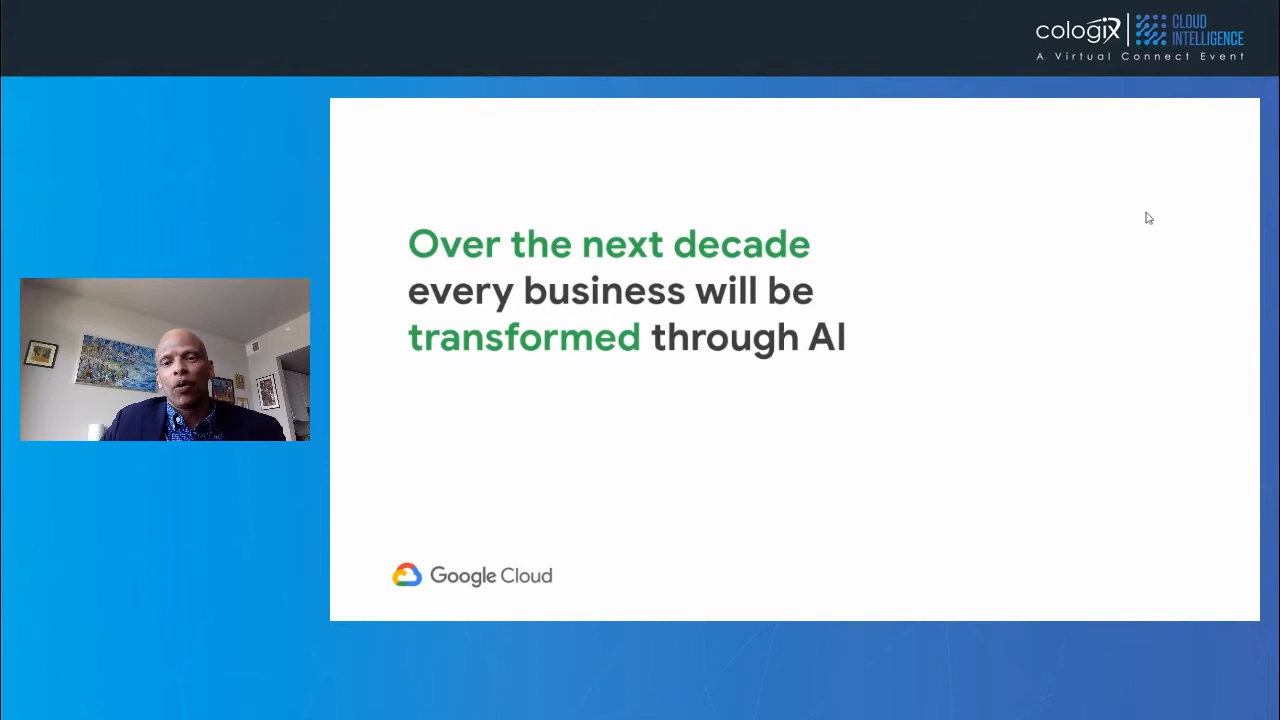 cologix
CLOUD
INTELLIGENCE
A Virtual Connect Event
Over the next decade
every business will be
transformed through AI
Google Cloud